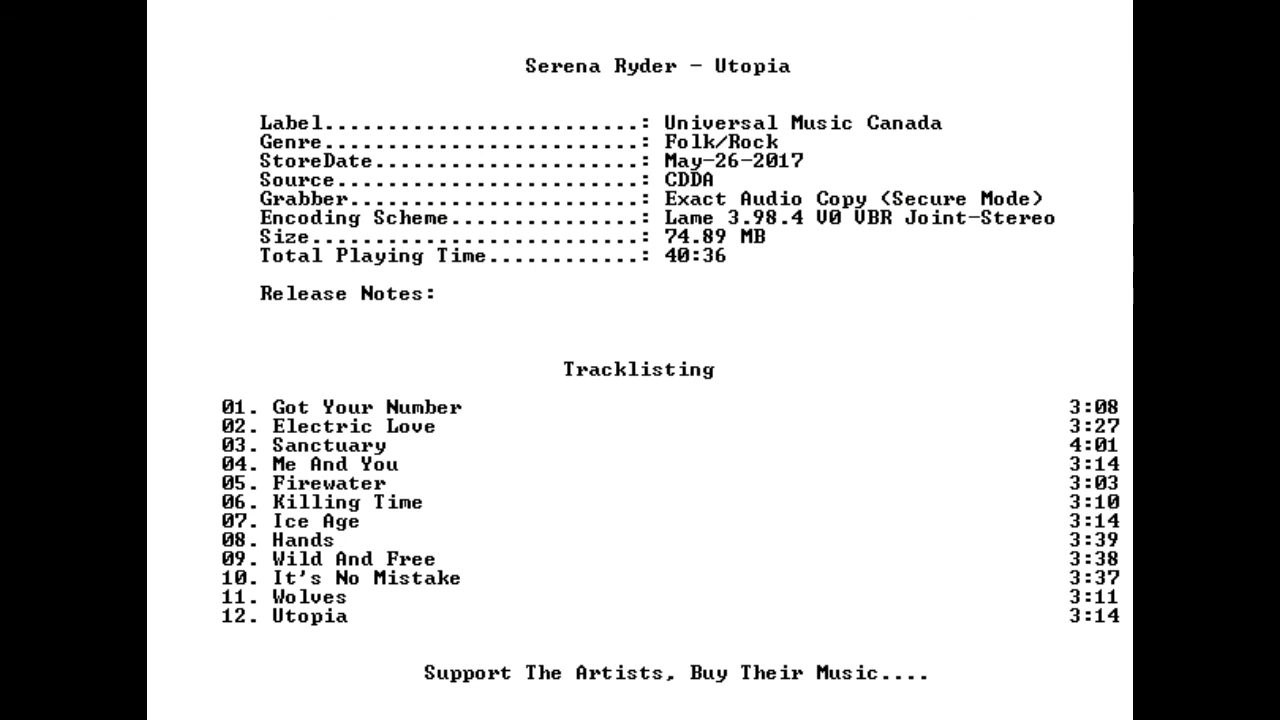 Serena Ryder - Utopia
Label.........................: Universal Music Canada
Genre.........................: Folk/Rock
StoreDate.....................: May-26-2017
Source........................: CDDA
Grabber.......................: Exact Audio Copy (Secure Mode)
Encoding Scheme...............: Lame 3.98.4 V0 VBR Joint-Stereo
Size..........................: 74.89 MB
Total Playing Time............: 40:36
Release Notes:
Tracklisting
01. Got Your Number 3:08
02. Electric Love 3:27
03. Sanctuary 4:01
04. Me And You 3:14
05. Firewater 3:03
06. Killing Time 3:10
07. Ice Age 3:14
08. Hands 3:39
09. Wild And Free 3:38
10. It's No Mistake 3:37
11. Wolves 3:11
12. Utopia 3:14
Support The Artists, Buy Their Music....